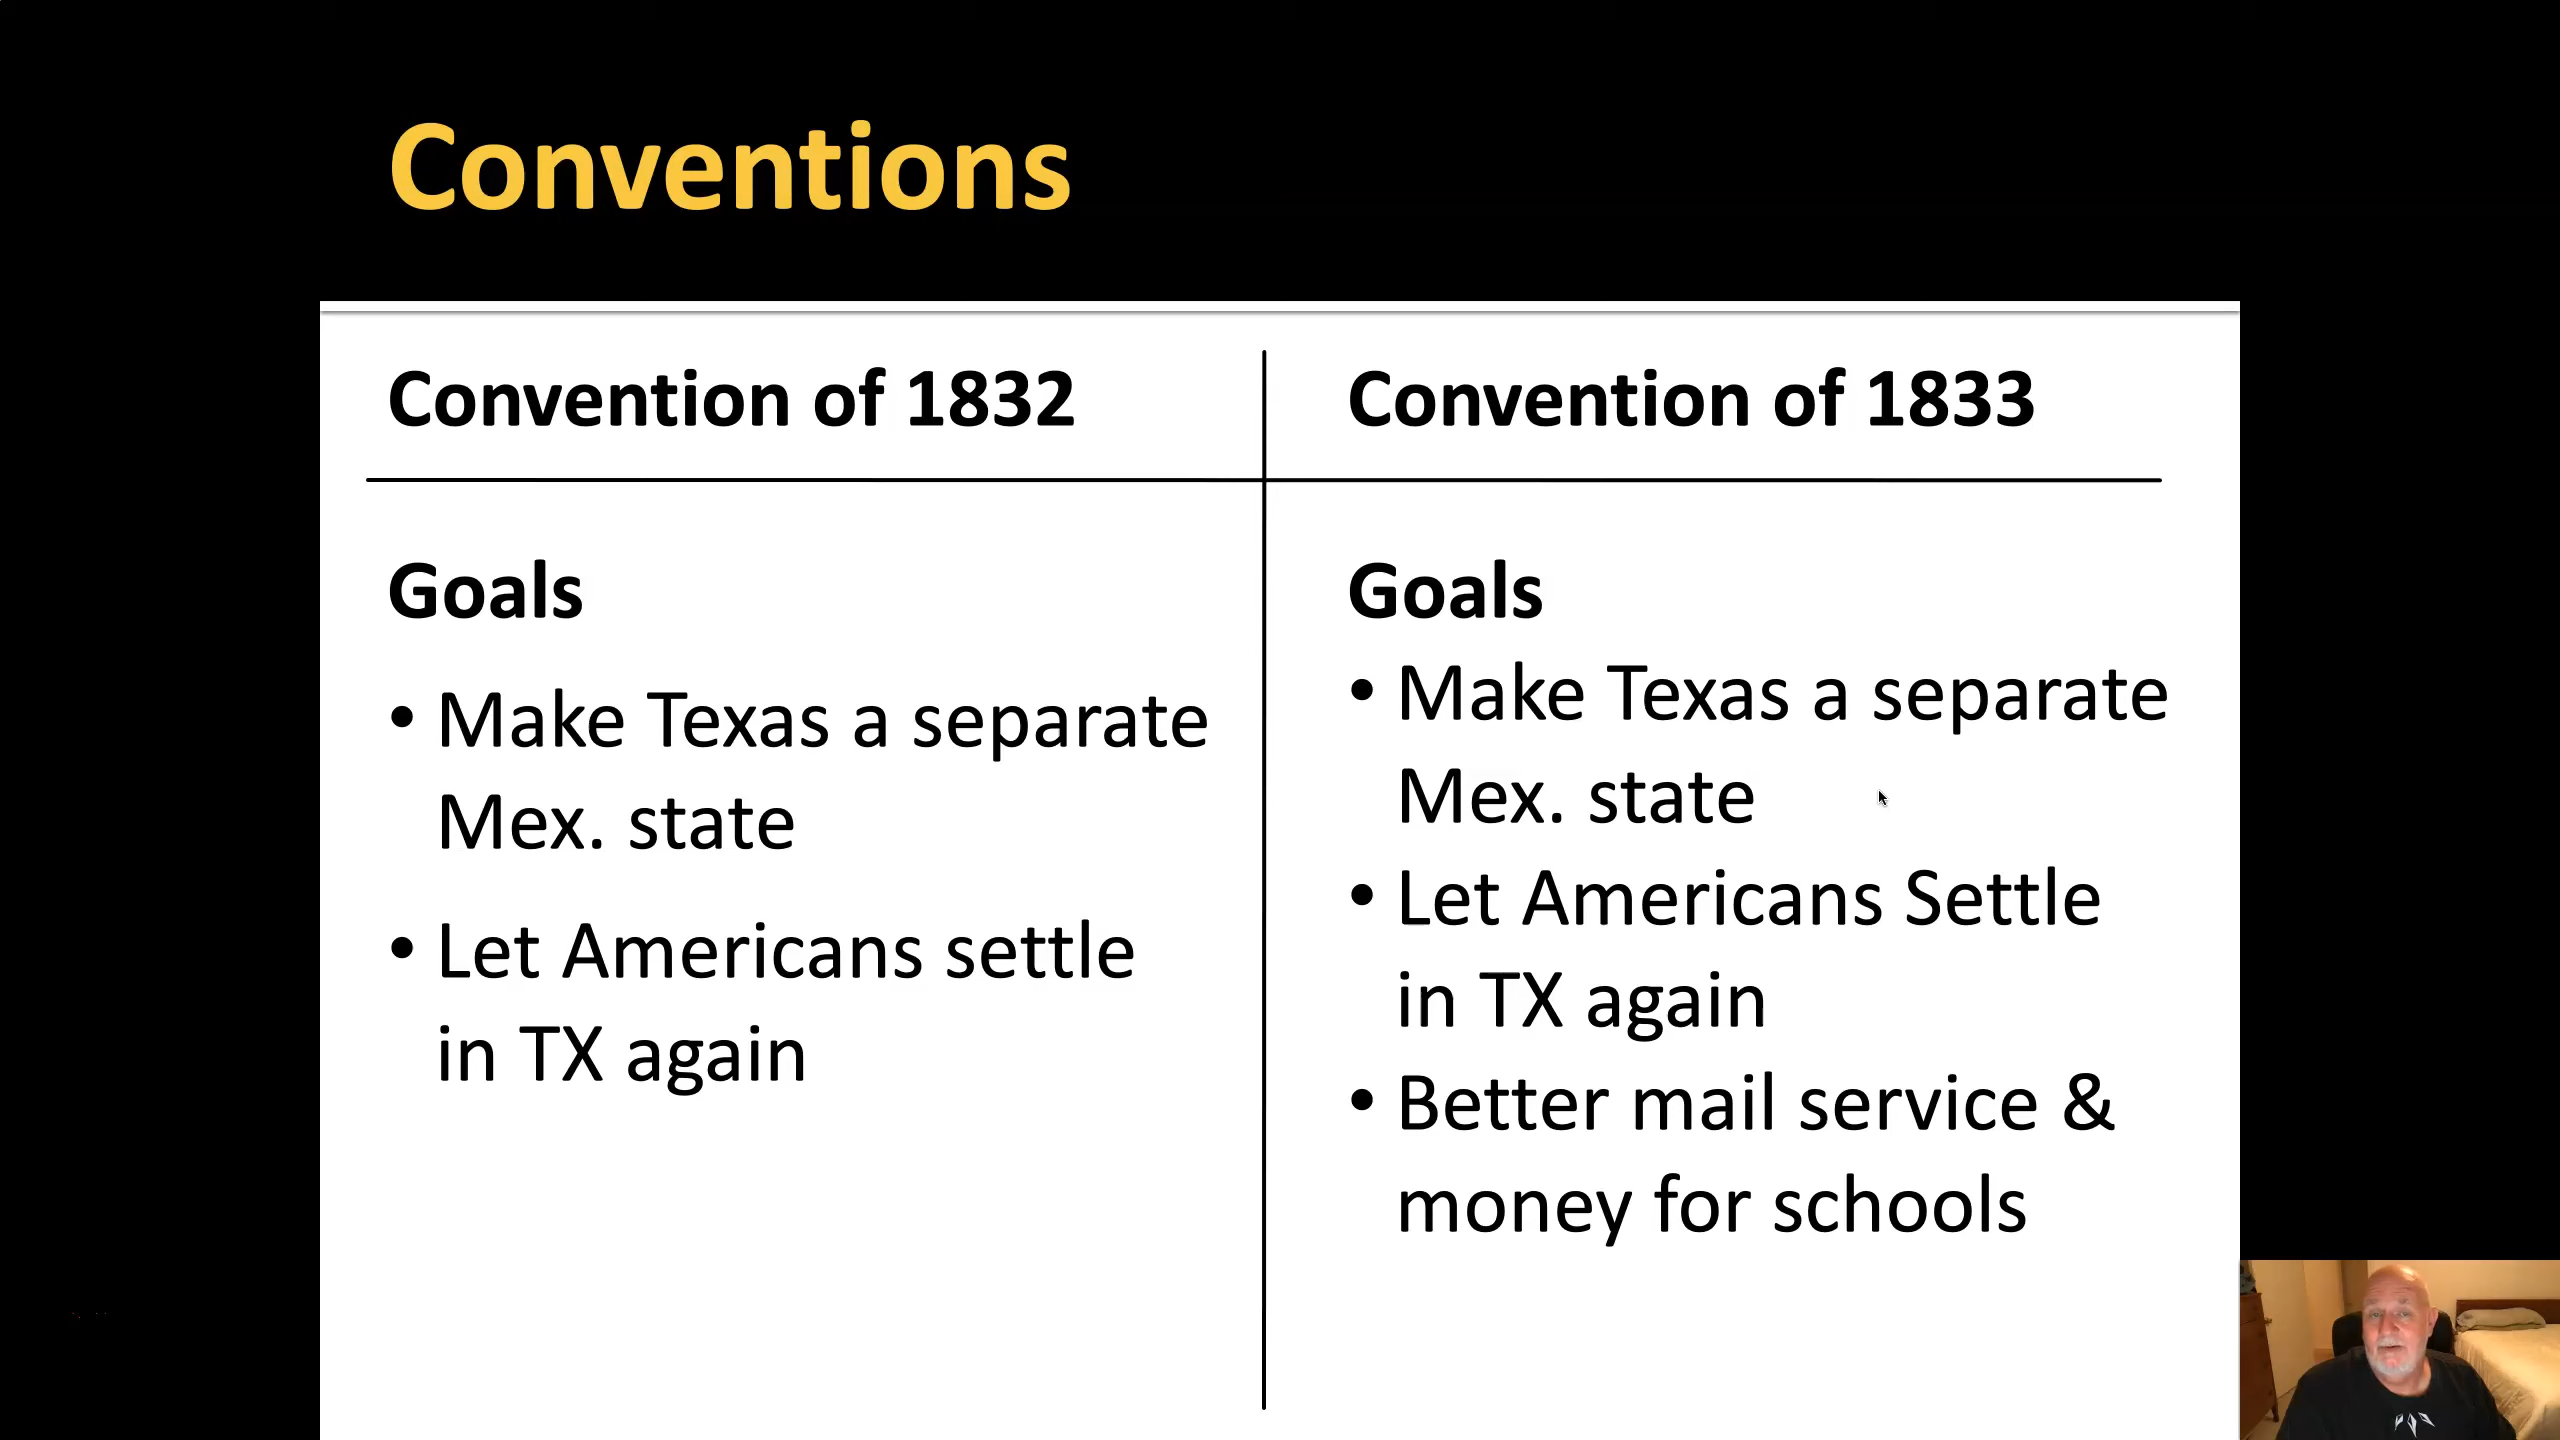 Conventions
Convention of 1832
Goals
• Make Texas a separate
Mex. state
• Let Americans settle
in TX again
Convention of 1833
Goals
• Make Texas a separate
Mex. state
• Let Americans Settle
in TX again
• Better mail service &
money for schools